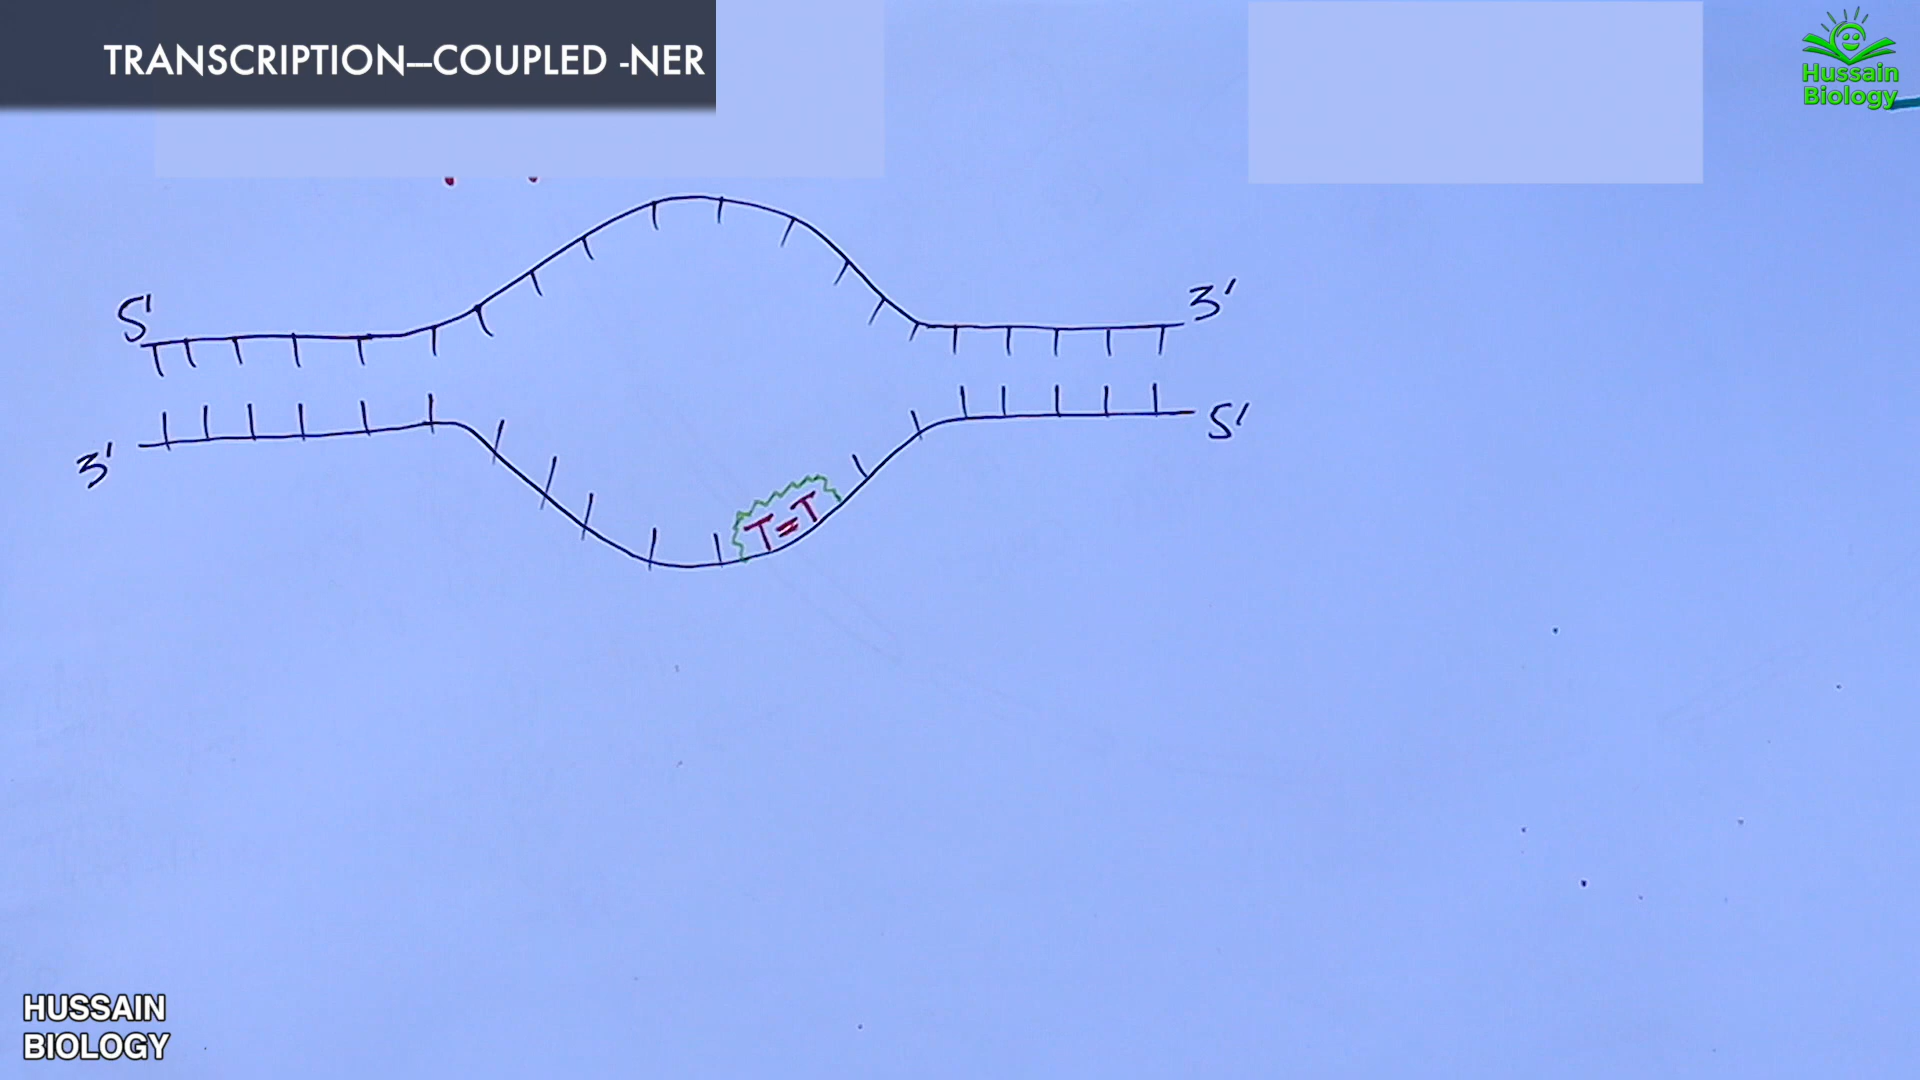 TRANSCRIPTION-–COUPLED -NER
Hussain
Biology
5'
3'
3'
5'
T=T
HUSSAIN
BIOLOGY